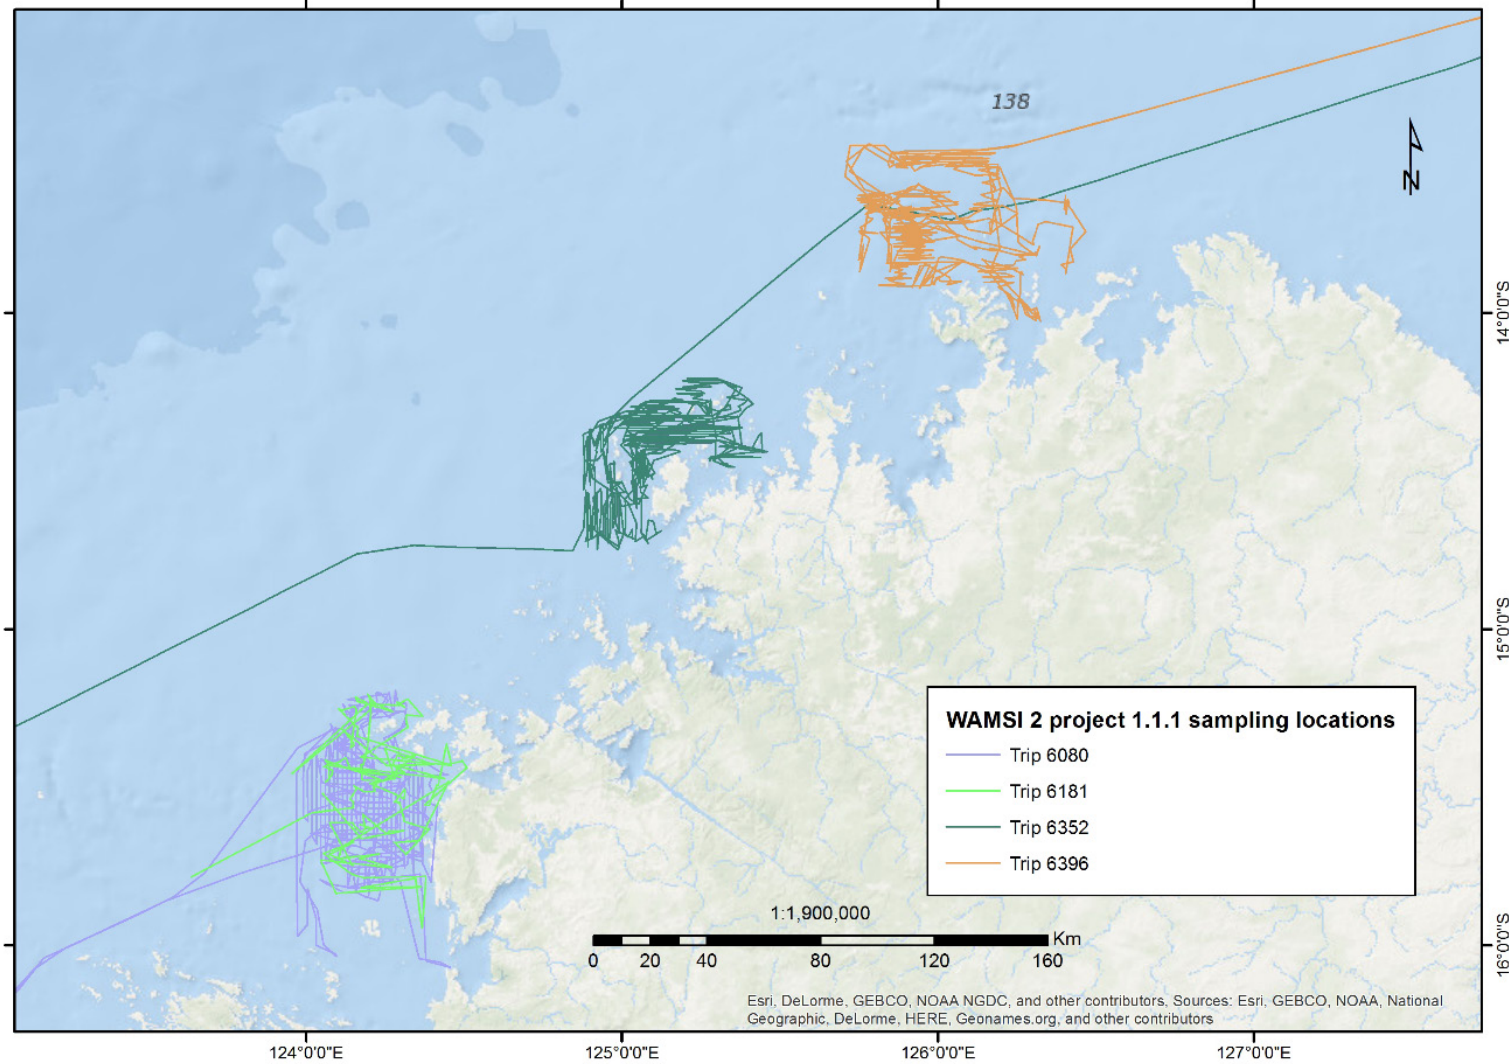 138
N
14°0'0"S
15°0'0"S
WAMSI 2 project 1.1.1 sampling locations
Trip 6080
Trip 6181
Trip 6352
Trip 6396
1:1,900,000
Km
0 20 40 80 120 160
16°0'0"S
Esri, DeLorme, GEBCO, NOAA NGDC, and other contributors, Sources: Esri, GEBCO, NOAA, National
Geographic, DeLorme, HERE, Geonames.org, and other contributors
124°0'0"E 125°0'0"E 126°0'0"E 127°0'0"E